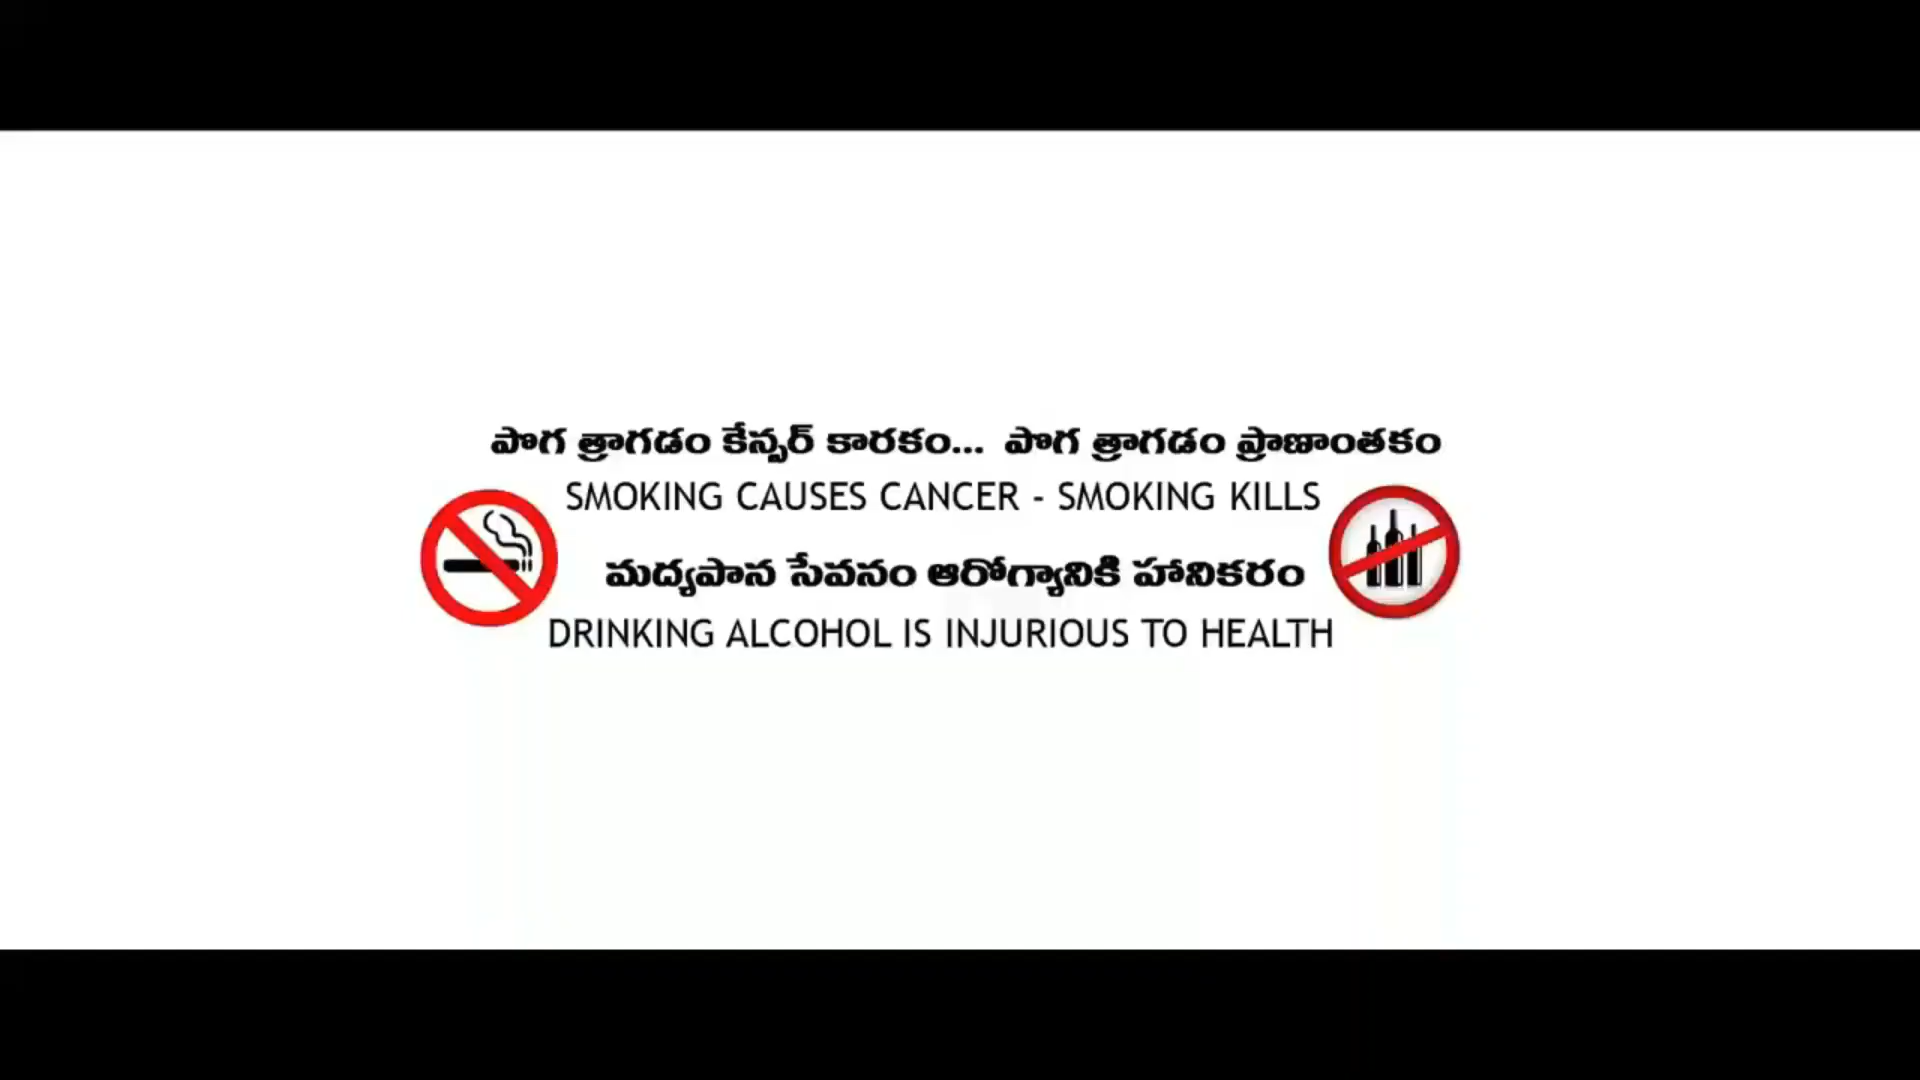 పొగ త్రాగడం కేన్సర్ కారకం... పొగ త్రాగడం ప్రాణాంతకం
SMOKING CAUSES CANCER - SMOKING KILLS
మద్యపాన సేవనం ఆరోగ్యానికి హానికరం
DRINKING ALCOHOL IS INJURIOUS TO HEALTH